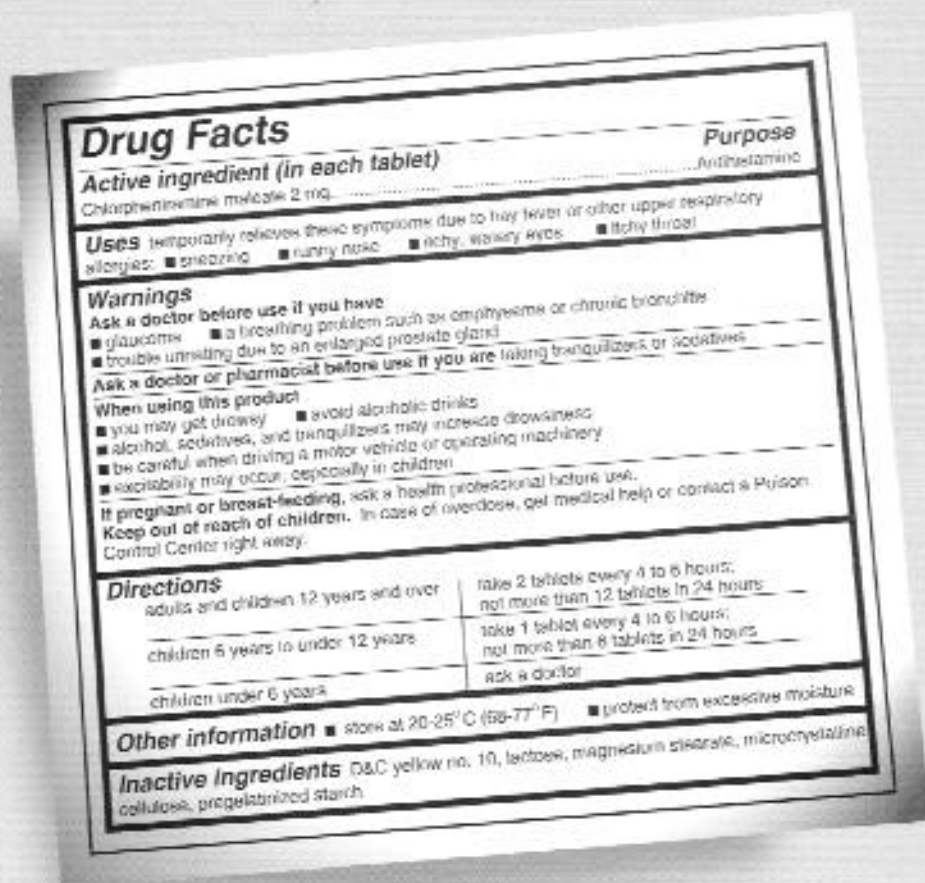 Drug Facts
Active ingredient (in each tablet) Purpose
Chlorpheniramine maleate 2 mg Antihistamine
Uses temporarily relieves these symptoms due to hay fever or other upper respiratory
allergies: ■ sneezing ■ runny nose ■ itchy, watery eyes ■ itchy throat
Warnings
Ask a doctor before use if you have
■ glaucoma ■ a breathing problem such as emphysema or chronic bronchitis
■ trouble urinating due to an enlarged prostate gland
Ask a doctor or pharmacist before use if you are taking tranquilizers or sedatives
When using this product
■ you may get drowsy ■ avoid alcoholic drinks
■ alcohol, sedatives, and tranquilizers may increase drowsiness
■ be careful when driving a motor vehicle or operating machinery
■ excitability may occur, especially in children
If pregnant or breast-feeding, ask a health professional before use.
Keep out of reach of children. In case of overdose, get medical help or contact a Poison
Control Center right away.
Directions
adults and children 12 years and over take 2 tablets every 4 to 6 hours;
not more than 12 tablets in 24 hours
children 6 years to under 12 years take 1 tablet every 4 to 6 hours;
not more than 6 tablets in 24 hours
children under 6 years ask a doctor
Other information ■ store at 20-25°C (68-77°F) ■ protect from excessive moisture
Inactive ingredients D&C yellow no. 10, lactose, magnesium stearate, microcrystalline
cellulose, pregelatinized starch